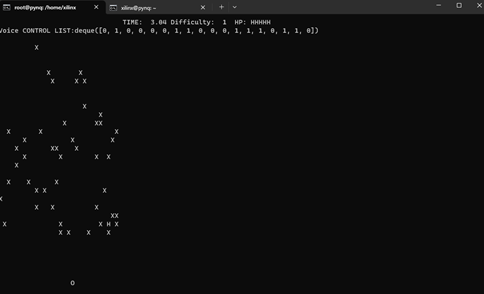 root@pynq: /home/xilinx
xilinx@pynq: ~
TIME:  3.04 Difficulty:  1  HP: HHHHH
Voice CONTROL LIST:deque([0, 1, 0, 0, 0, 0, 1, 1, 0, 0, 0, 1, 1, 1, 0, 1, 1, 0])
X
X X
X X X
X
X
X XX
X X X
X X X
X XX X
X X X X
X
X X X
X X X
X
X X X
XX
X X X H X
X X X X
O